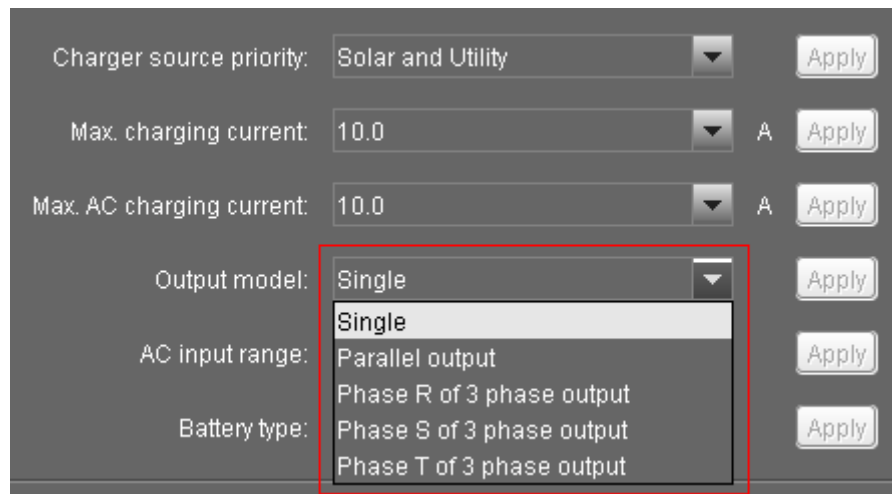 Charger source priority: Solar and Utility Apply
Max. charging current: 10.0 A Apply
Max. AC charging current: 10.0 A Apply
Output model: Single Apply
Single
AC input range: Parallel output Apply
Phase R of 3 phase output
Battery type: Phase S of 3 phase output Apply
Phase T of 3 phase output